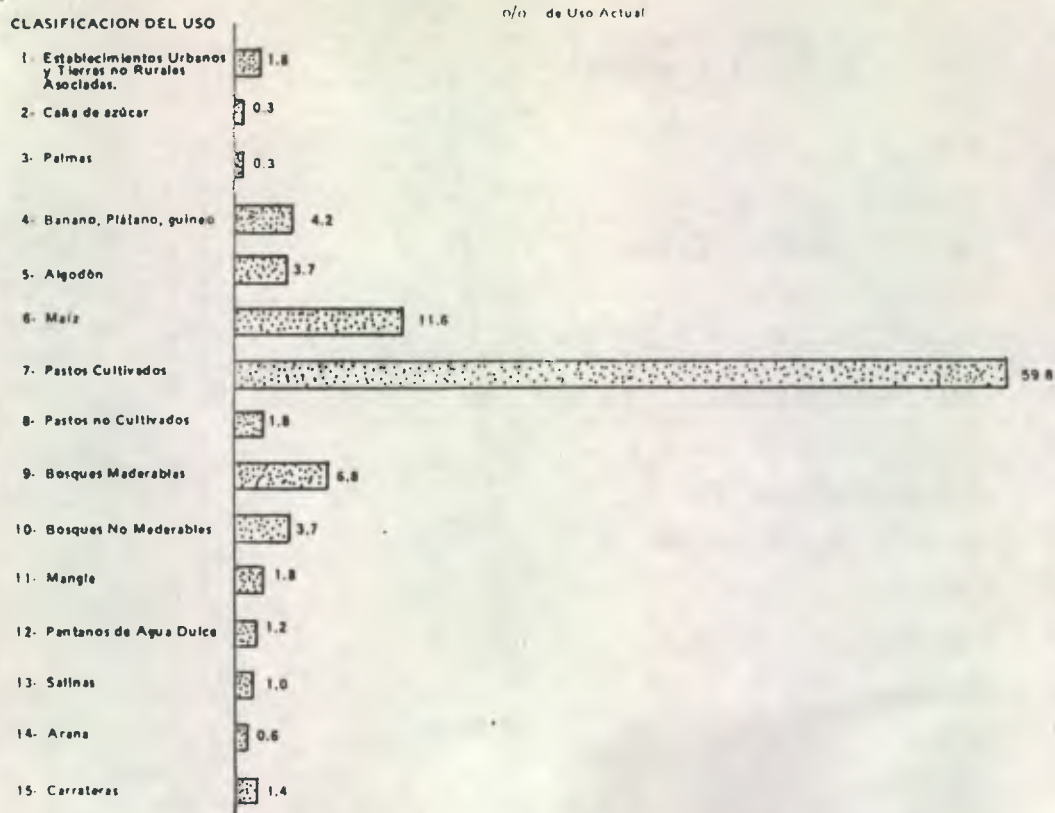 o/o de Uso Actual
CLASIFICACION DEL USO
1- Establecimientos Urbanos
y Tierras no Rurales
Asociadas.
1.8
2- Caña de azúcar
0.3
3- Palmas
0.3
4- Banano, Plátano, guineo
4.2
5- Algodón
3.7
6- Maíz
11.6
7- Pastos Cultivados
59.8
8- Pastos no Cultivados
1.8
9- Bosques Maderables
6.8
10- Bosques No Maderables
3.7
11- Mangle
1.8
12- Pantanos de Agua Dulce
1.2
13- Salinas
1.0
14- Arena
0.6
15- Carreteras
1.4